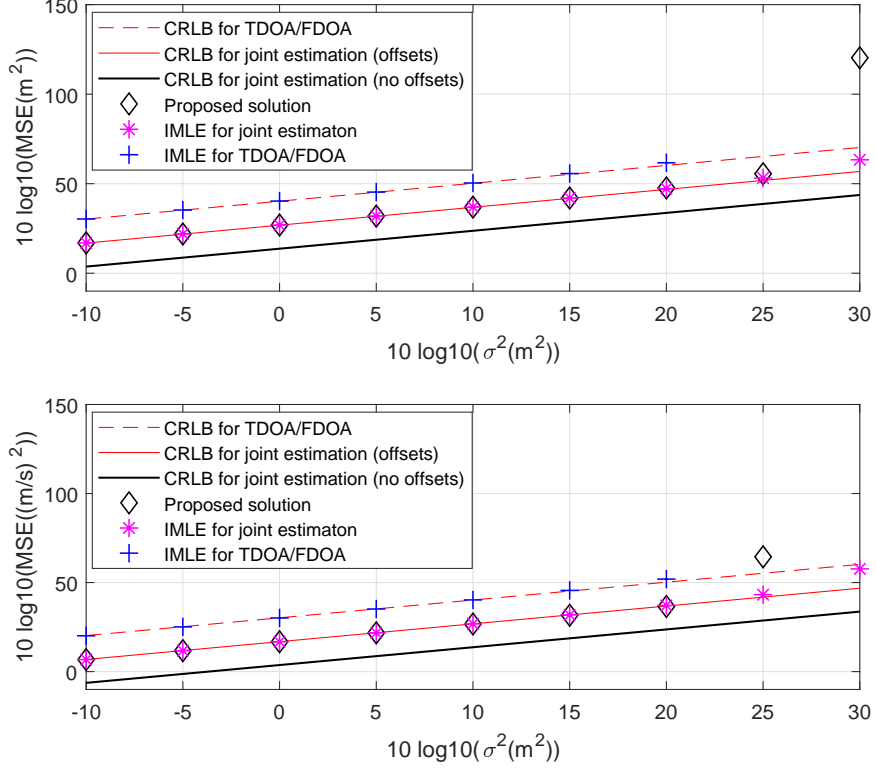 150
100
50
0
10 log10(MSE(m²))
CRLB for TDOA/FDOA
CRLB for joint estimation (offsets)
CRLB for joint estimation (no offsets)
Proposed solution
IMLE for joint estimaton
IMLE for TDOA/FDOA
-10 -5 0 5 10 15 20 25 30
10 log10(σ²(m²))
150
100
50
0
10 log10(MSE((m/s)²))
CRLB for TDOA/FDOA
CRLB for joint estimation (offsets)
CRLB for joint estimation (no offsets)
Proposed solution
IMLE for joint estimaton
IMLE for TDOA/FDOA
-10 -5 0 5 10 15 20 25 30
10 log10(σ²(m²))